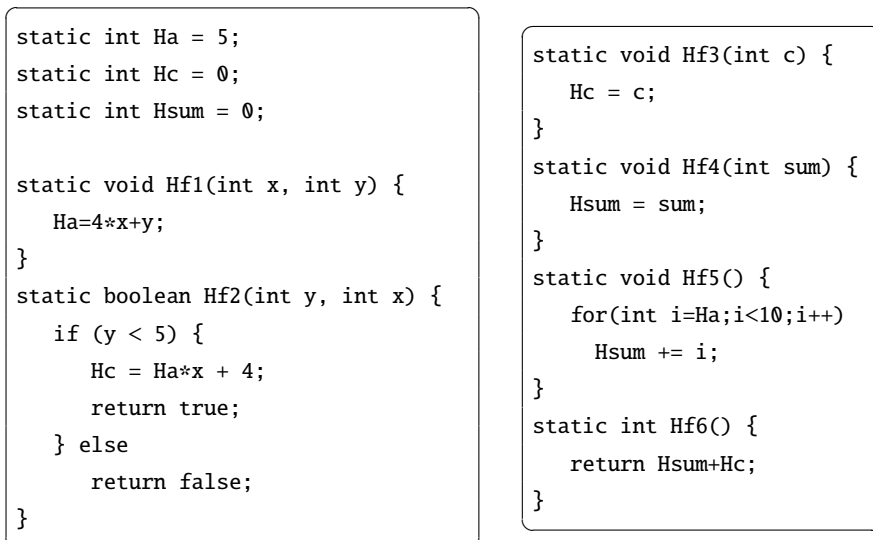 static int Ha = 5;
static int Hc = 0;
static int Hsum = 0;

static void Hf1(int x, int y) {
   Ha=4*x+y;
}
static boolean Hf2(int y, int x) {
   if (y < 5) {
      Hc = Ha*x + 4;
      return true;
   } else
      return false;
}
static void Hf3(int c) {
   Hc = c;
}
static void Hf4(int sum) {
   Hsum = sum;
}
static void Hf5() {
   for(int i=Ha;i<10;i++)
     Hsum += i;
}
static int Hf6() {
   return Hsum+Hc;
}